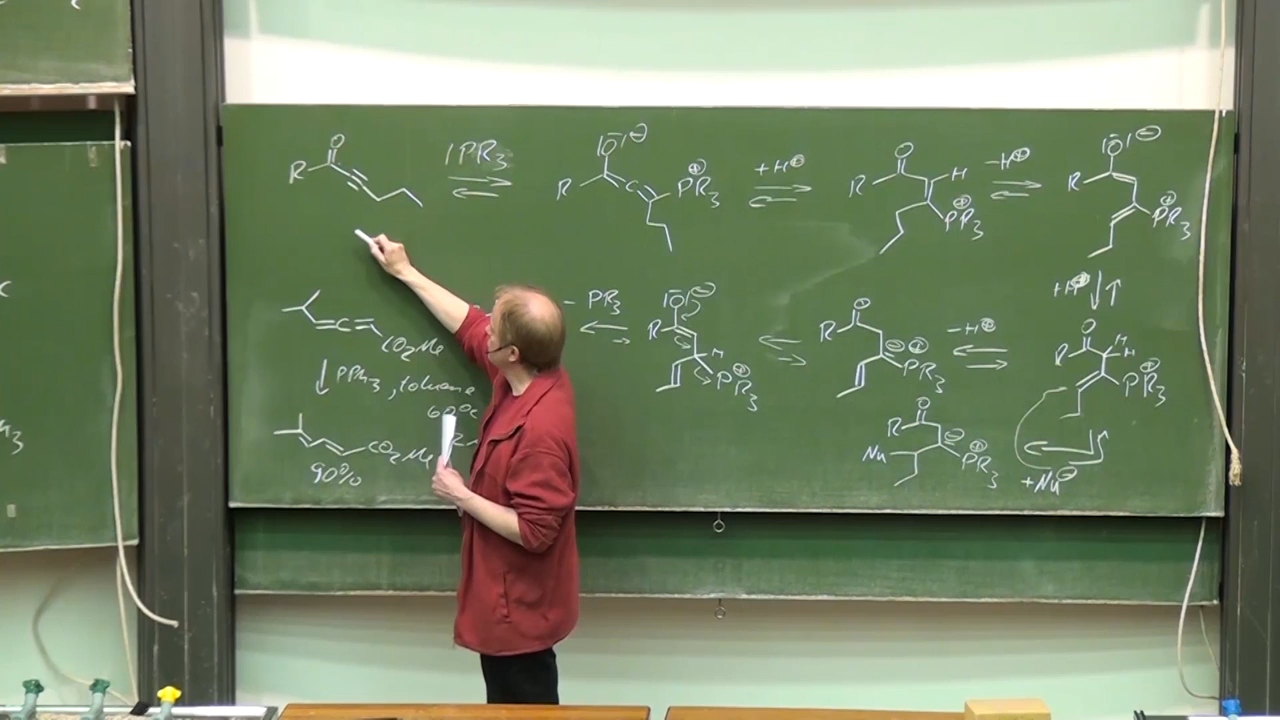 O |PR₃ |O̅|⊖ ⊕ +H⊕ O H -H⊕ |O̅|⊖
R R C PR₃ R ⊕ PR₃ R ⊕ PR₃
+H⊕
- PR₃ |O̅|⊖ O -H⊕ O H H
R H ⊕ PR₃ R ⊖ ⊕ PR₃ R ⊕ PR₃
C CO₂Me
PPh₃, toluene
60°C
CO₂Me
90%
O R Nu ⊖ ⊕ PR₃ +Nu⊖